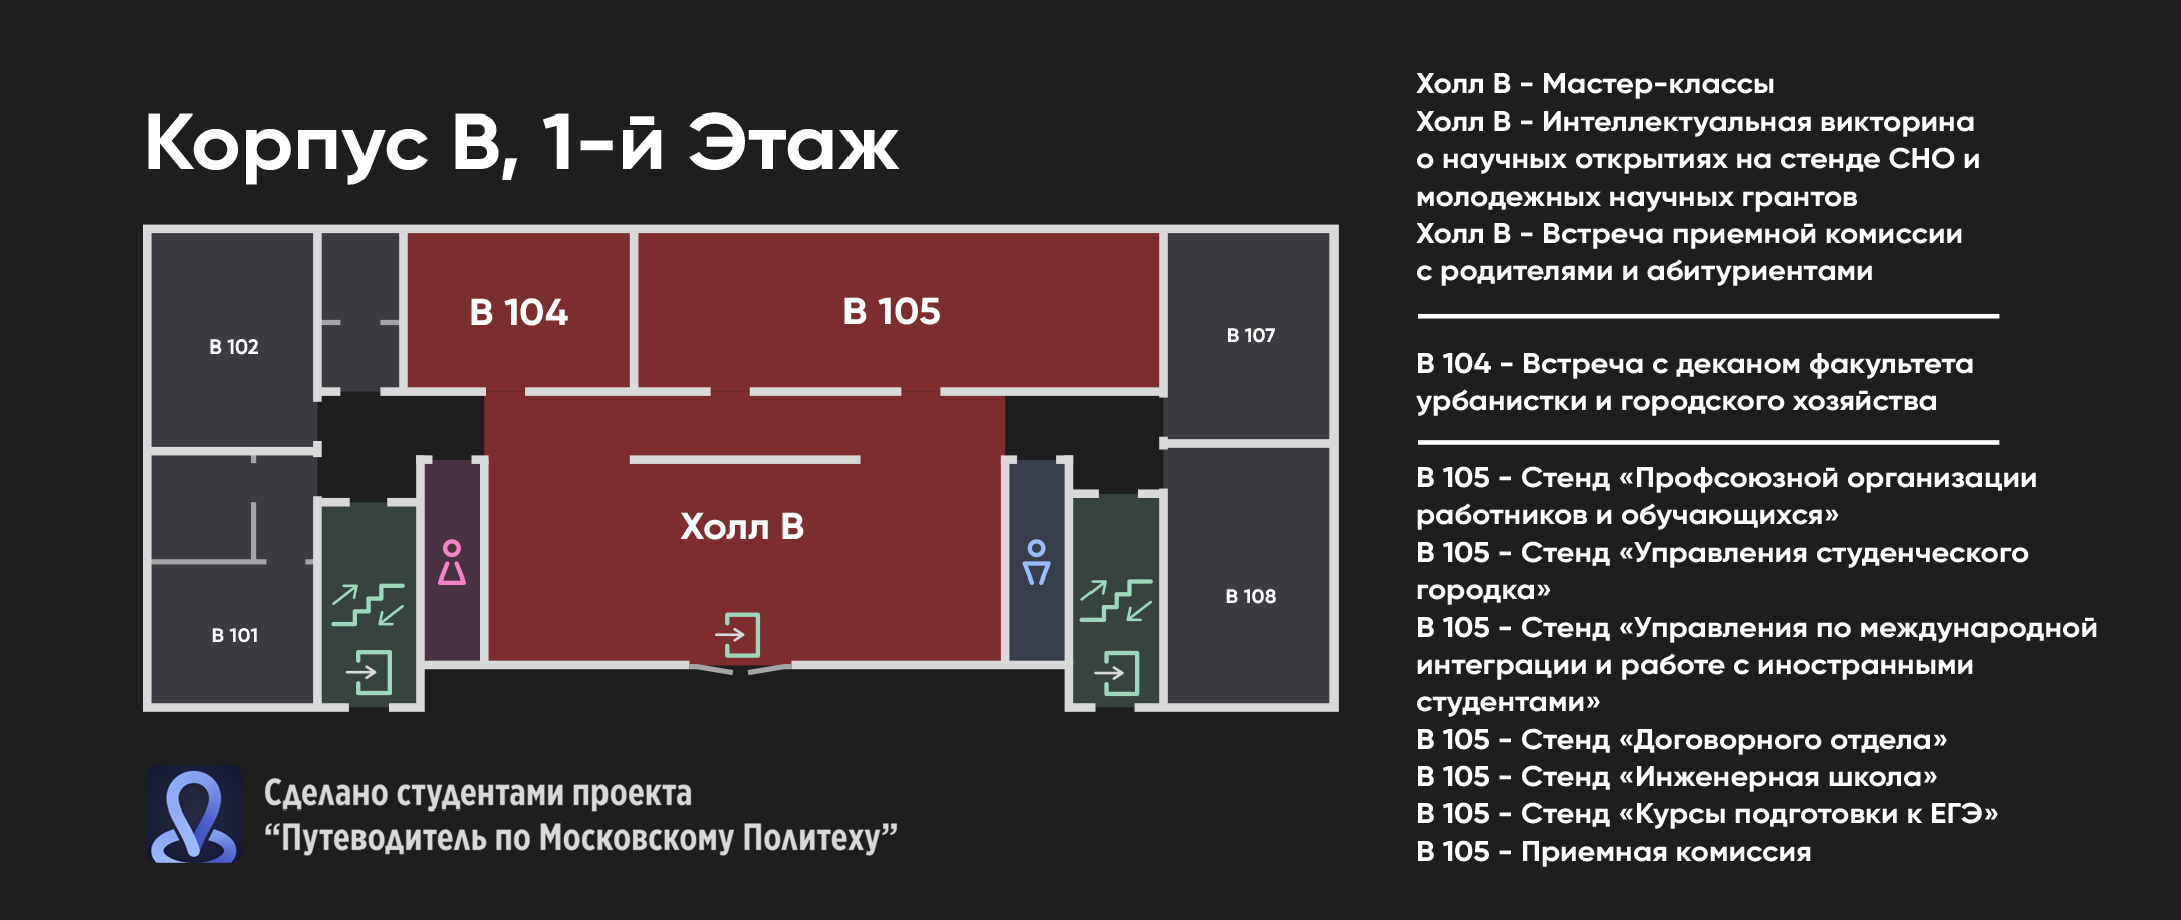 Корпус В, 1-й Этаж
В 102
В 104
В 105
В 107
Холл В
В 101
В 108
Сделано студентами проекта
“Путеводитель по Московскому Политеху”
Холл В - Мастер-классы
Холл В - Интеллектуальная викторина
о научных открытиях на стенде СНО и
молодежных научных грантов
Холл В - Встреча приемной комиссии
с родителями и абитуриентами
В 104 - Встреча с деканом факультета
урбанистки и городского хозяйства
В 105 - Стенд «Профсоюзной организации
работников и обучающихся»
В 105 - Стенд «Управления студенческого
городка»
В 105 - Стенд «Управления по международной
интеграции и работе с иностранными
студентами»
В 105 - Стенд «Договорного отдела»
В 105 - Стенд «Инженерная школа»
В 105 - Стенд «Курсы подготовки к ЕГЭ»
В 105 - Приемная комиссия